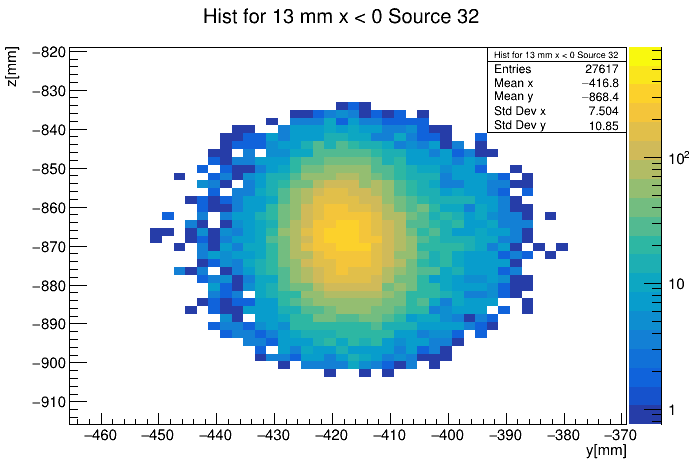 Hist for 13 mm x < 0 Source 32
z[mm]
−820
−830
−840
−850
−860
−870
−880
−890
−900
−910
Hist for 13 mm x < 0 Source 32
Entries 27617
Mean x −416.8
Mean y −868.4
Std Dev x 7.504
Std Dev y 10.85
10²
10
1
−460 −450 −440 −430 −420 −410 −400 −390 −380 −370
y[mm]